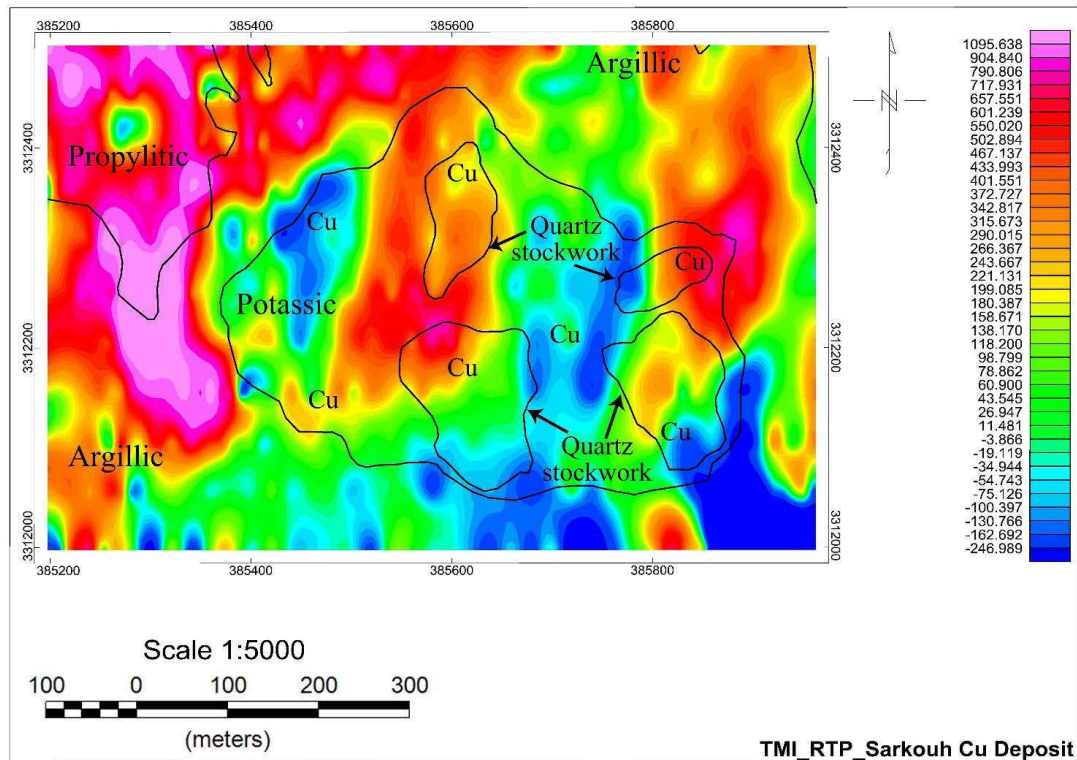 385200 385400 385600 385800
Argillic
3312400 3312400
Propylitic
Cu
Cu
Quartz
stockwork
Cu
Potassic
3312200 3312200
Cu
Cu
Cu
Argillic
Quartz
stockwork
Cu
3312000 3312000
385200 385400 385600 385800
N
1095.638
904.840
790.806
717.931
657.551
601.239
550.020
502.894
467.137
433.993
401.551
372.727
342.817
315.673
290.015
266.367
243.667
221.131
199.085
180.387
158.671
138.170
118.200
98.799
78.862
60.900
43.545
26.947
11.481
-3.866
-19.119
-34.944
-54.743
-75.126
-100.397
-130.766
-162.692
-246.989
Scale 1:5000
100 0 100 200 300
(meters)
TMI_RTP_Sarkouh Cu Deposit